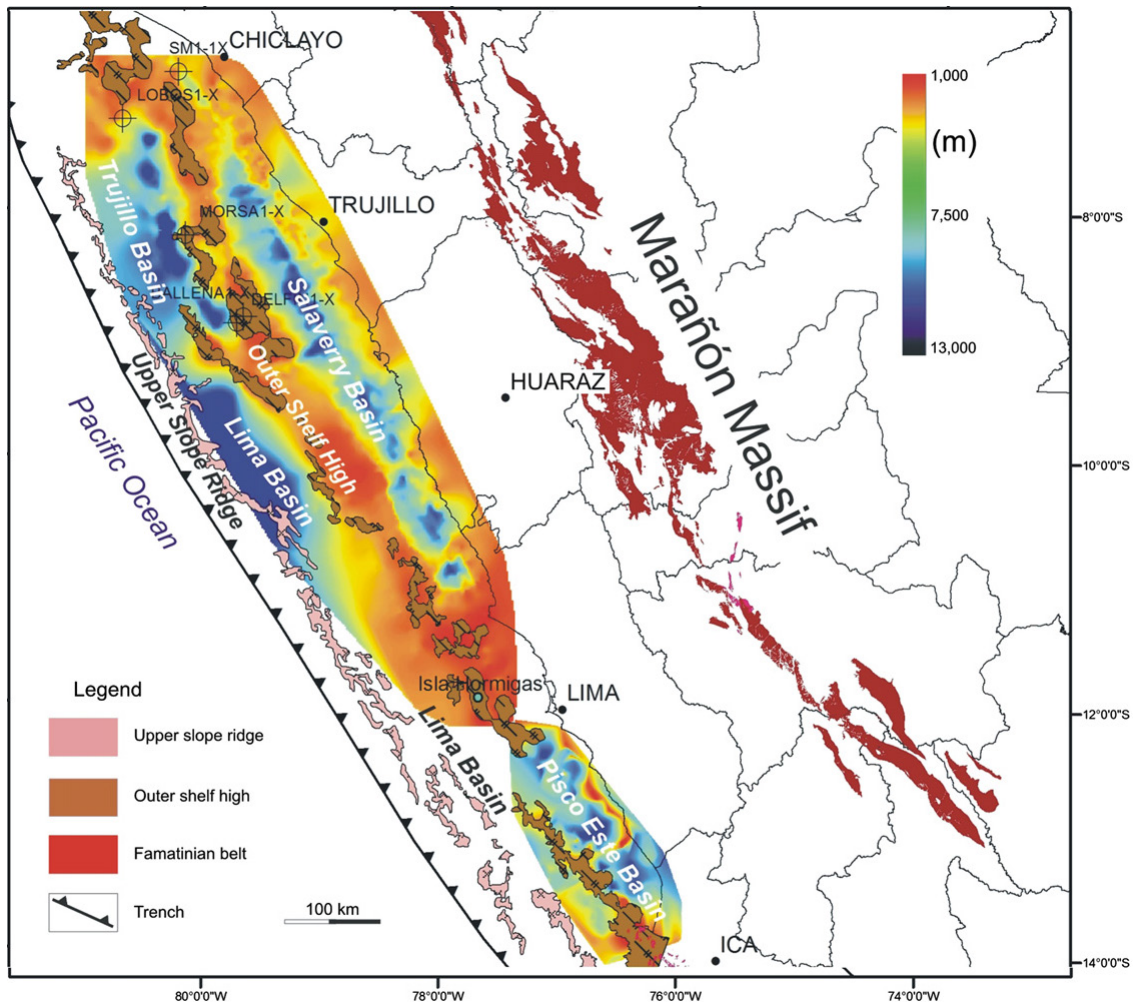 SM1-1X
CHICLAYO
LOBOS1-X
1,000
(m)
7,500
13,000
Trujillo Basin
MORSA1-X
TRUJILLO
8°0'0"S
Marañón Massif
ALLENA1-X
Salaverry Basin
Outer Shelf High
Upper Slope Ridge
HUARAZ
Pacific Ocean
Lima Basin
10°0'0"S
Isla Hormigas
LIMA
12°0'0"S
Lima Basin
Pisco Este Basin
Legend
Upper slope ridge
Outer shelf high
Famatinian belt
Trench
100 km
ICA
14°0'0"S
80°0'0"W
78°0'0"W
76°0'0"W
74°0'0"W